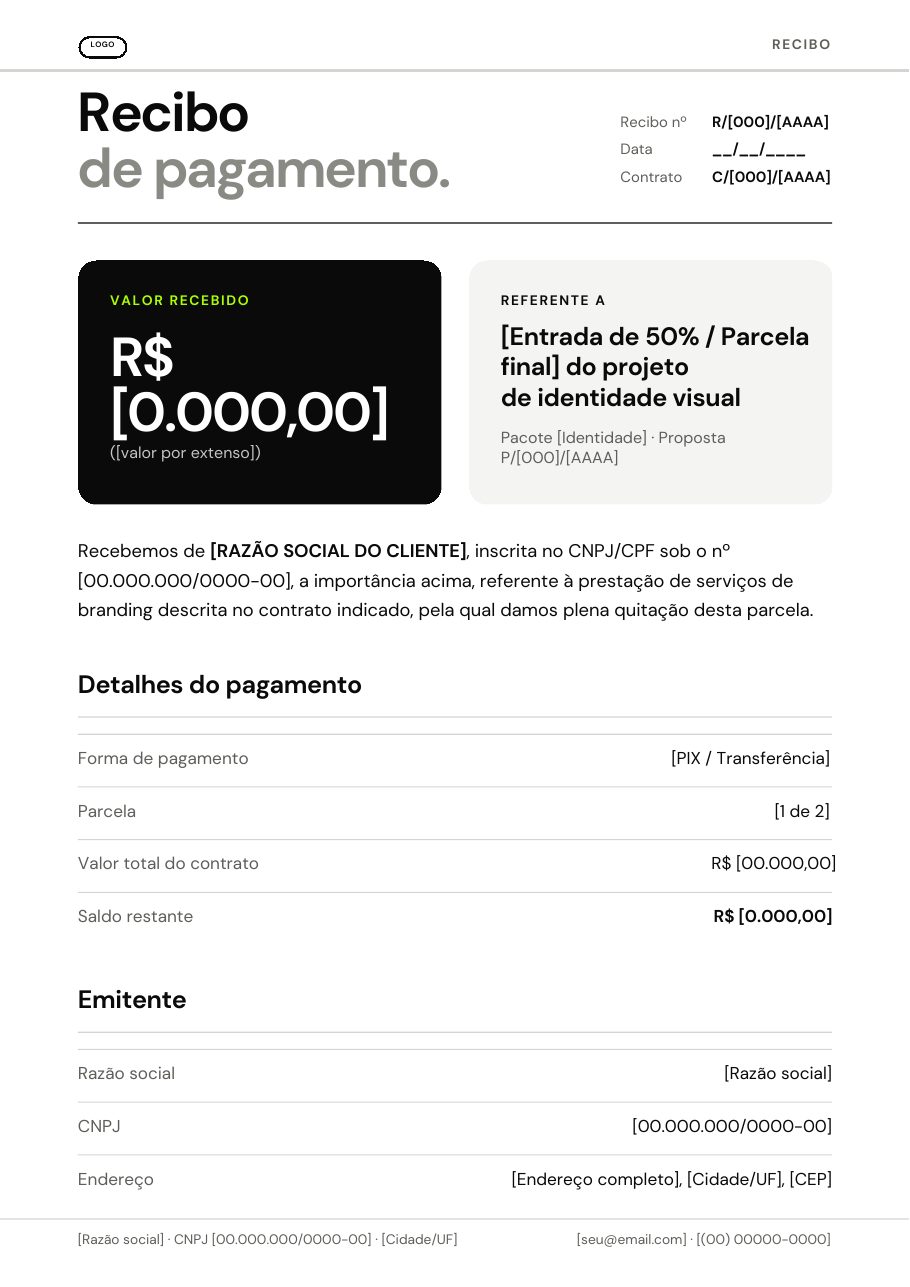 LOGO
RECIBO
Recibo
de pagamento.
Recibo nº R/[000]/[AAAA]
Data __/__/____
Contrato C/[000]/[AAAA]
VALOR RECEBIDO
R$
[0.000,00]
([valor por extenso])
REFERENTE A
[Entrada de 50% / Parcela
final] do projeto
de identidade visual
Pacote [Identidade] · Proposta
P/[000]/[AAAA]
Recebemos de [RAZÃO SOCIAL DO CLIENTE], inscrita no CNPJ/CPF sob o nº
[00.000.000/0000-00], a importância acima, referente à prestação de serviços de
branding descrita no contrato indicado, pela qual damos plena quitação desta parcela.
Detalhes do pagamento
Forma de pagamento [PIX / Transferência]
Parcela [1 de 2]
Valor total do contrato R$ [00.000,00]
Saldo restante R$ [0.000,00]
Emitente
Razão social [Razão social]
CNPJ [00.000.000/0000-00]
Endereço [Endereço completo], [Cidade/UF], [CEP]
[Razão social] · CNPJ [00.000.000/0000-00] · [Cidade/UF] [seu@email.com] · [(00) 00000-0000]